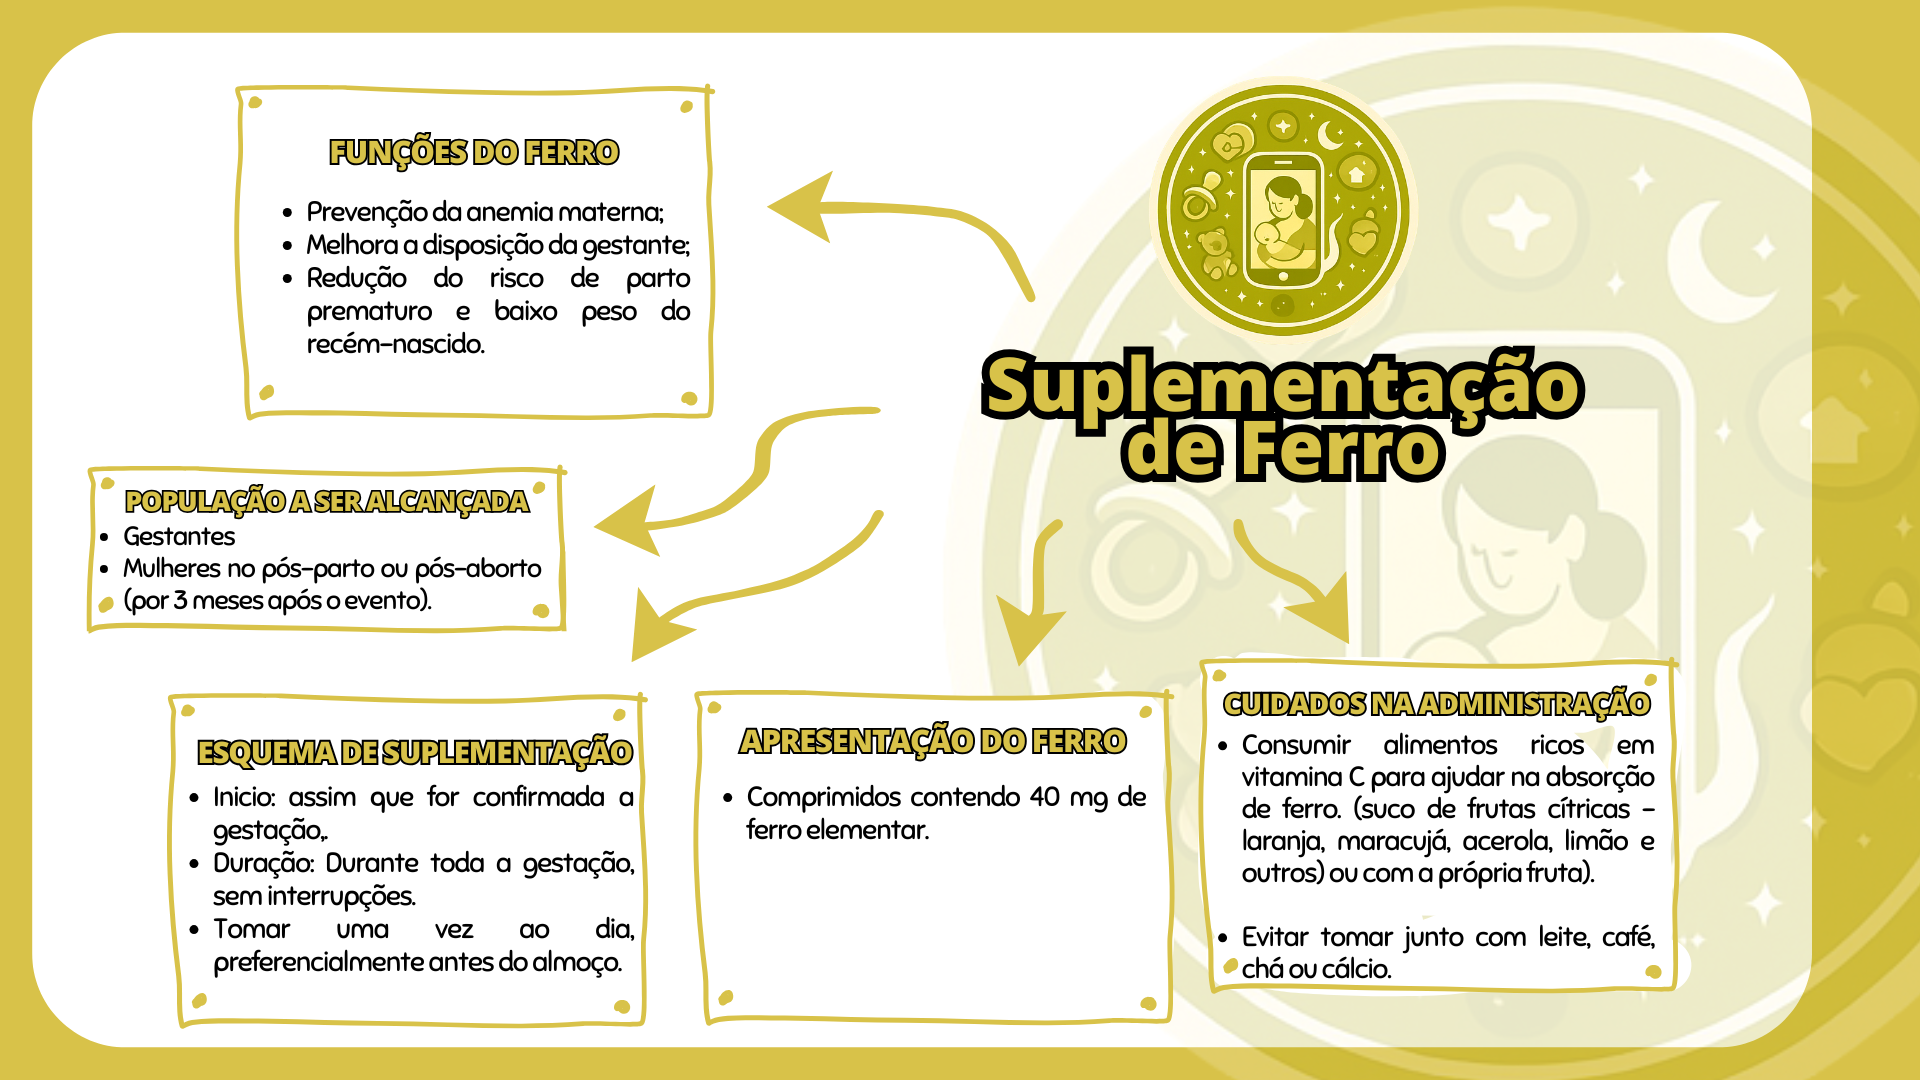 Suplementação
de Ferro
FUNÇÕES DO FERRO
• Prevenção da anemia materna;
• Melhora a disposição da gestante;
• Redução do risco de parto
prematuro e baixo peso do
recém-nascido.
POPULAÇÃO A SER ALCANÇADA
• Gestantes
• Mulheres no pós-parto ou pós-aborto
(por 3 meses após o evento).
ESQUEMA DE SUPLEMENTAÇÃO
• Inicio: assim que for confirmada a
gestação,.
• Duração: Durante toda a gestação,
sem interrupções.
• Tomar uma vez ao dia,
preferencialmente antes do almoço.
APRESENTAÇÃO DO FERRO
• Comprimidos contendo 40 mg de
ferro elementar.
CUIDADOS NA ADMINISTRAÇÃO
• Consumir alimentos ricos em
vitamina C para ajudar na absorção
de ferro. (suco de frutas cítricas -
laranja, maracujá, acerola, limão e
outros) ou com a própria fruta).
• Evitar tomar junto com leite, café,
chá ou cálcio.